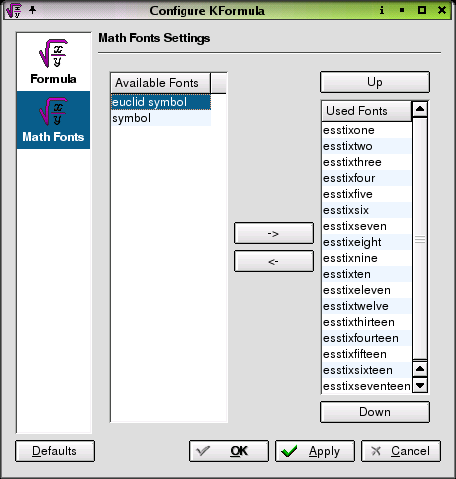 Configure KFormula
Formula
Math Fonts
Math Fonts Settings
Available Fonts
euclid symbol
symbol
->
<-
Up
Used Fonts
esstixone
esstixtwo
esstixthree
esstixfour
esstixfive
esstixsix
esstixseven
esstixeight
esstixnine
esstixten
esstixeleven
esstixtwelve
esstixthirteen
esstixfourteen
esstixfifteen
esstixsixteen
esstixseventeen
Down
Defaults
OK
Apply
Cancel